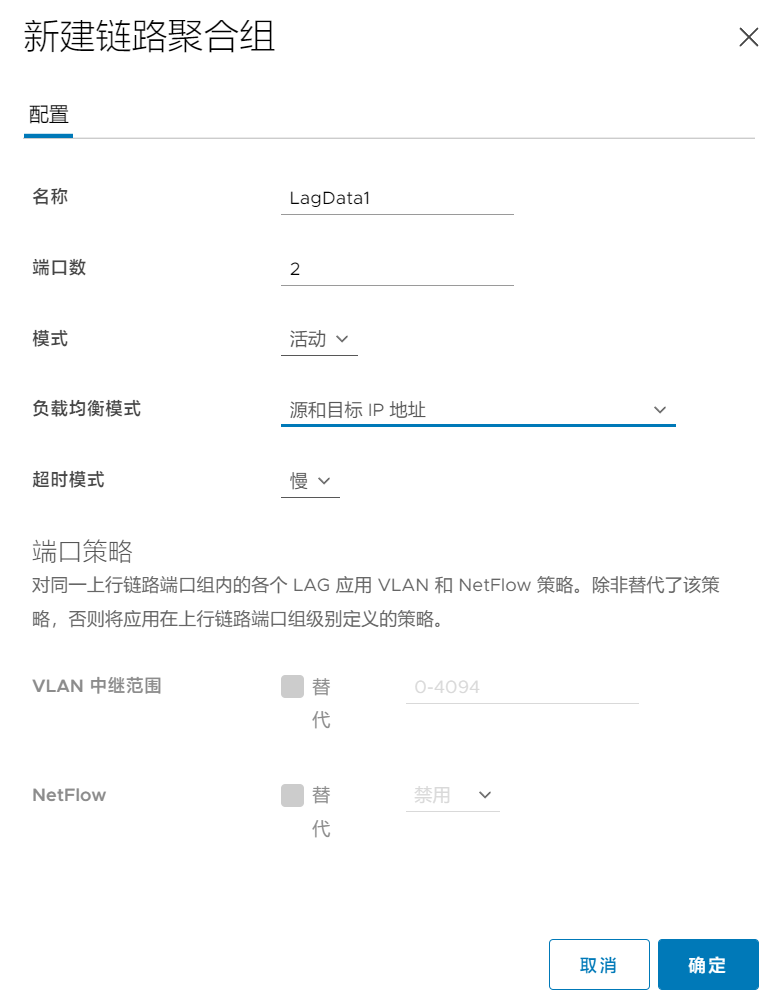 新建链路聚合组
配置
名称 LagData1
端口数 2
模式 活动
负载均衡模式 源和目标 IP 地址
超时模式 慢
端口策略
对同一上行链路端口组内的各个 LAG 应用 VLAN 和 NetFlow 策略。除非替代了该策
略，否则将应用在上行链路端口组级别定义的策略。
VLAN 中继范围 替 0-4094
代
NetFlow 替 禁用
代
取消 确定